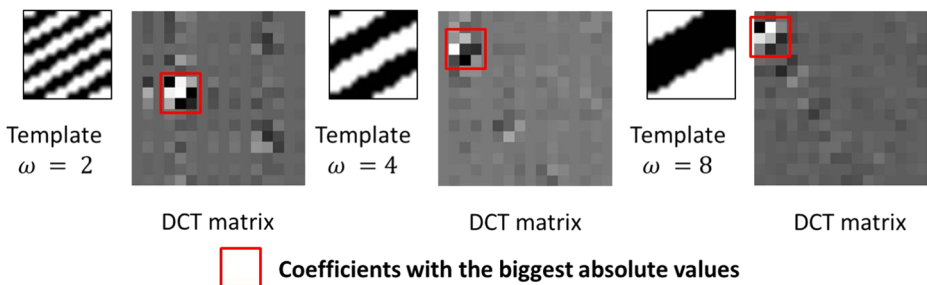 Template
ω = 2
DCT matrix
Template
ω = 4
DCT matrix
Template
ω = 8
DCT matrix
Coefficients with the biggest absolute values